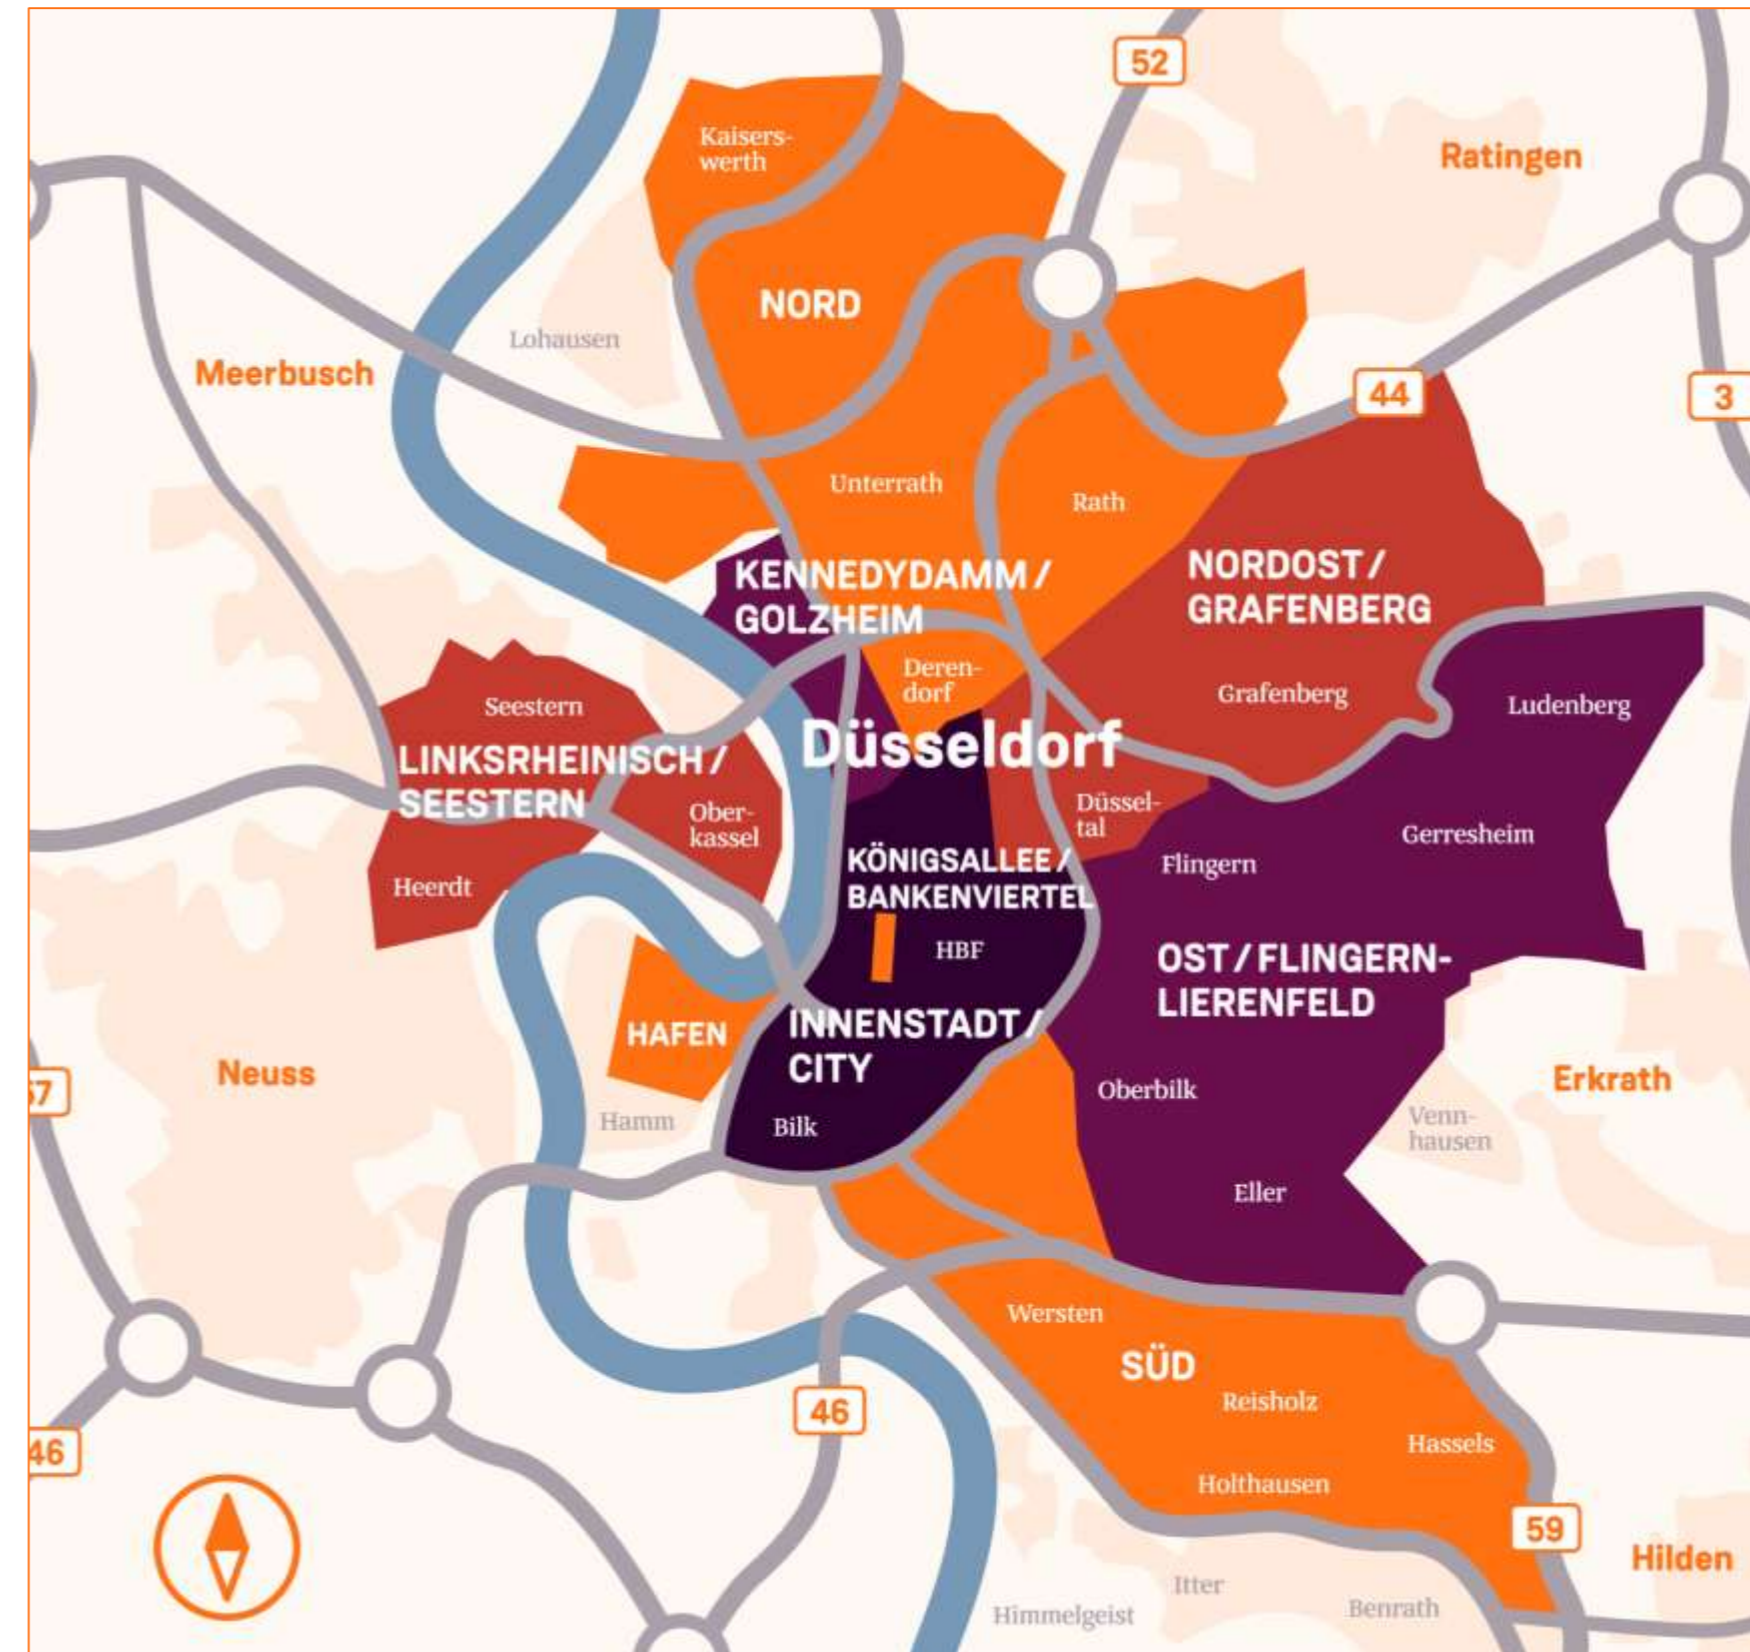 52
Kaisers-
werth
Ratingen
NORD
Lohausen
Meerbusch
44
3
Unterrath
Rath
KENNEDYDAMM /
GOLZHEIM
NORDOST /
GRAFENBERG
Deren-
dorf
Grafenberg
Ludenberg
Seestern
Düsseldorf
LINKSRHEINISCH /
SEESTERN
Ober-
kassel
Düssel-
tal
Gerresheim
Flingern
Heerdt
KÖNIGSALLEE /
BANKENVIERTEL
HBF
OST / FLINGERN-
LIERENFELD
HAFEN
INNENSTADT /
CITY
Neuss
57
Hamm
Bilk
Oberbilk
Erkrath
Venn-
hausen
Eller
Wersten
SÜD
Reisholz
46
46
Hassels
Holthausen
59
Hilden
Itter
Himmelgeist
Benrath